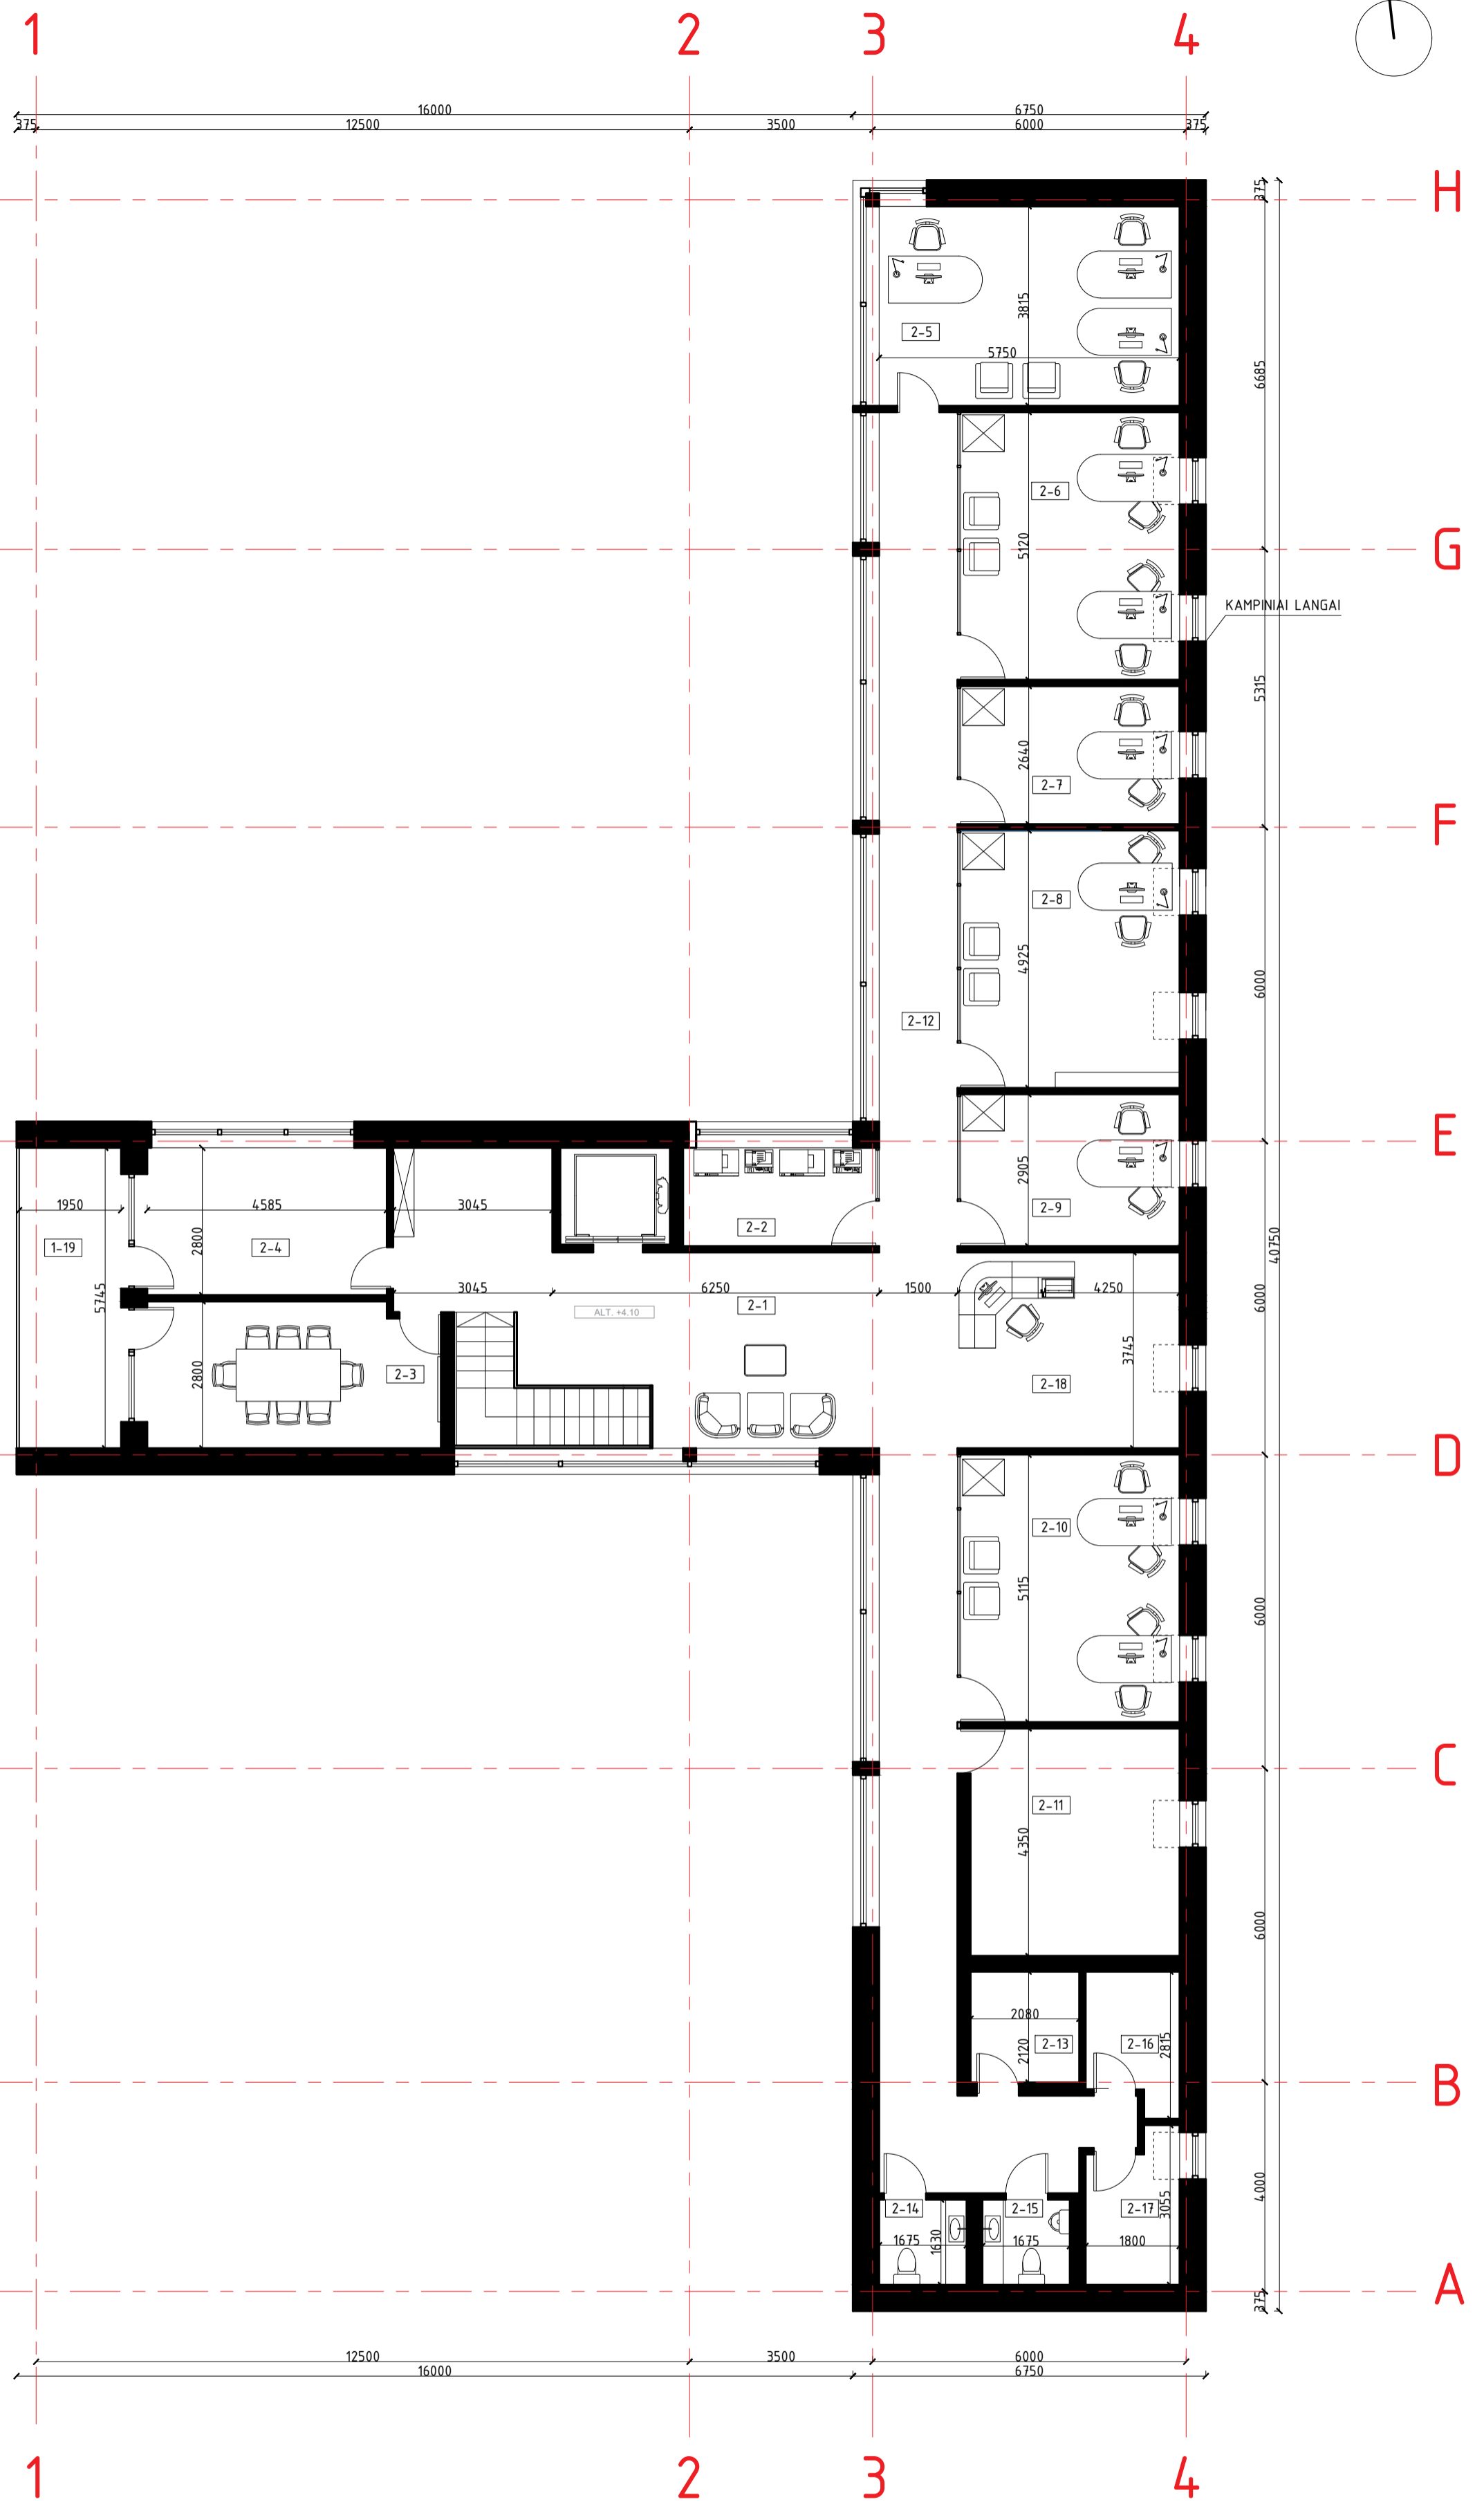 1 2 3 4
16000 6750
375 12500 3500 6000 375
H
375
3815
2-5
5750
6685
2-6
5120
G
KAMPINIAI LANGAI
5315
2640
2-7
F
2-8
4925
6000
2-12
E
2905
1950 4585 3045
2-9
2-2
1-19 2-4
2800
40750
5745
3045 6250 1500 4250
6000
2-1
ALT. +4.10
3745
2800
2-3
2-18
D
2-10
5115
6000
C
2-11
4350
6000
2080
2120
2-13 2-16
2815
B
4000
2-14 2-15 2-17
3055
1675 1630 1675 1800
A
375
12500 3500 6000
16000 6750
1 2 3 4